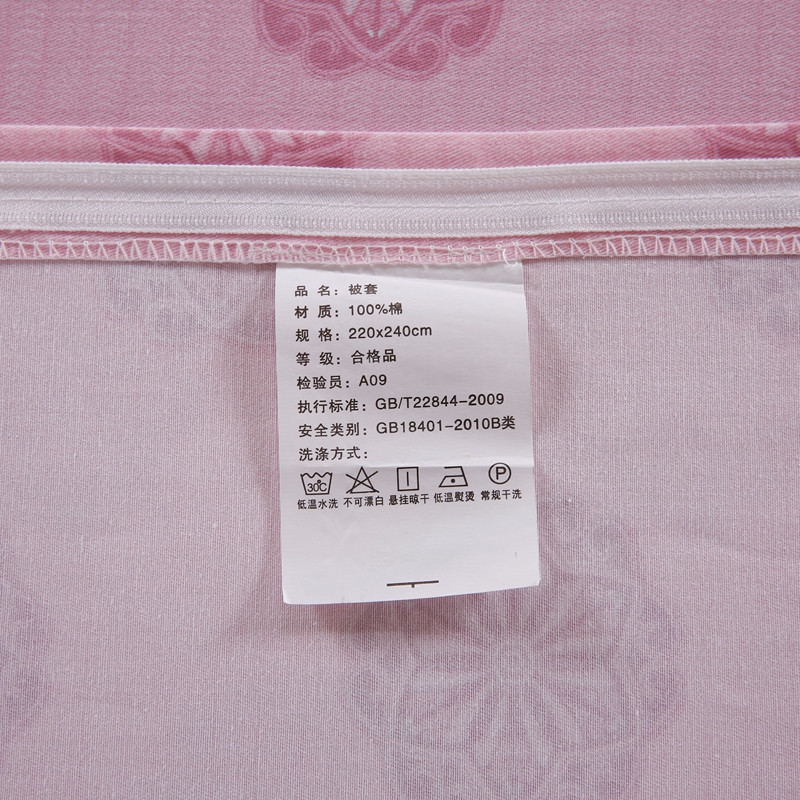 品 名：被套
材 质：100%棉
规 格：220x240cm
等 级：合格品
检验员：A09
执行标准：GB/T22844-2009
安全类别：GB18401-2010B类
洗涤方式：
30C P
低温水洗 不可漂白 悬挂晾干 低温熨烫 常规干洗